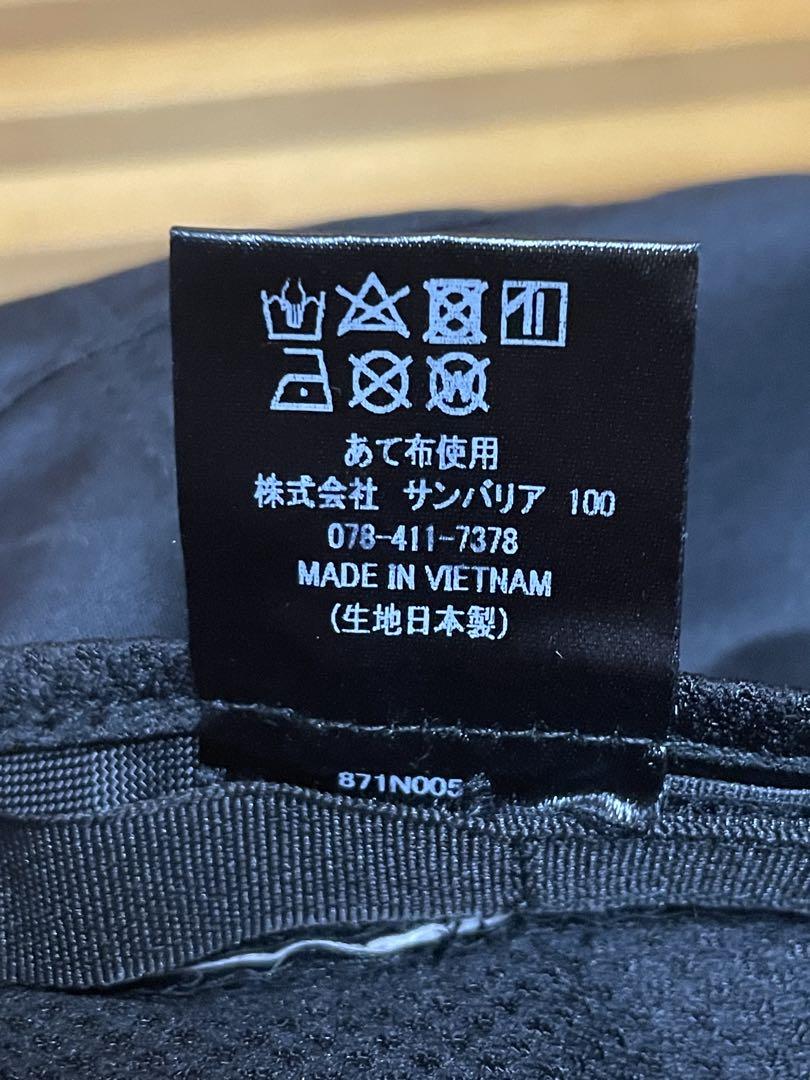 あて布使用
株式会社 サンバリア 100
078-411-7378
MADE IN VIETNAM
(生地日本製)
871N005